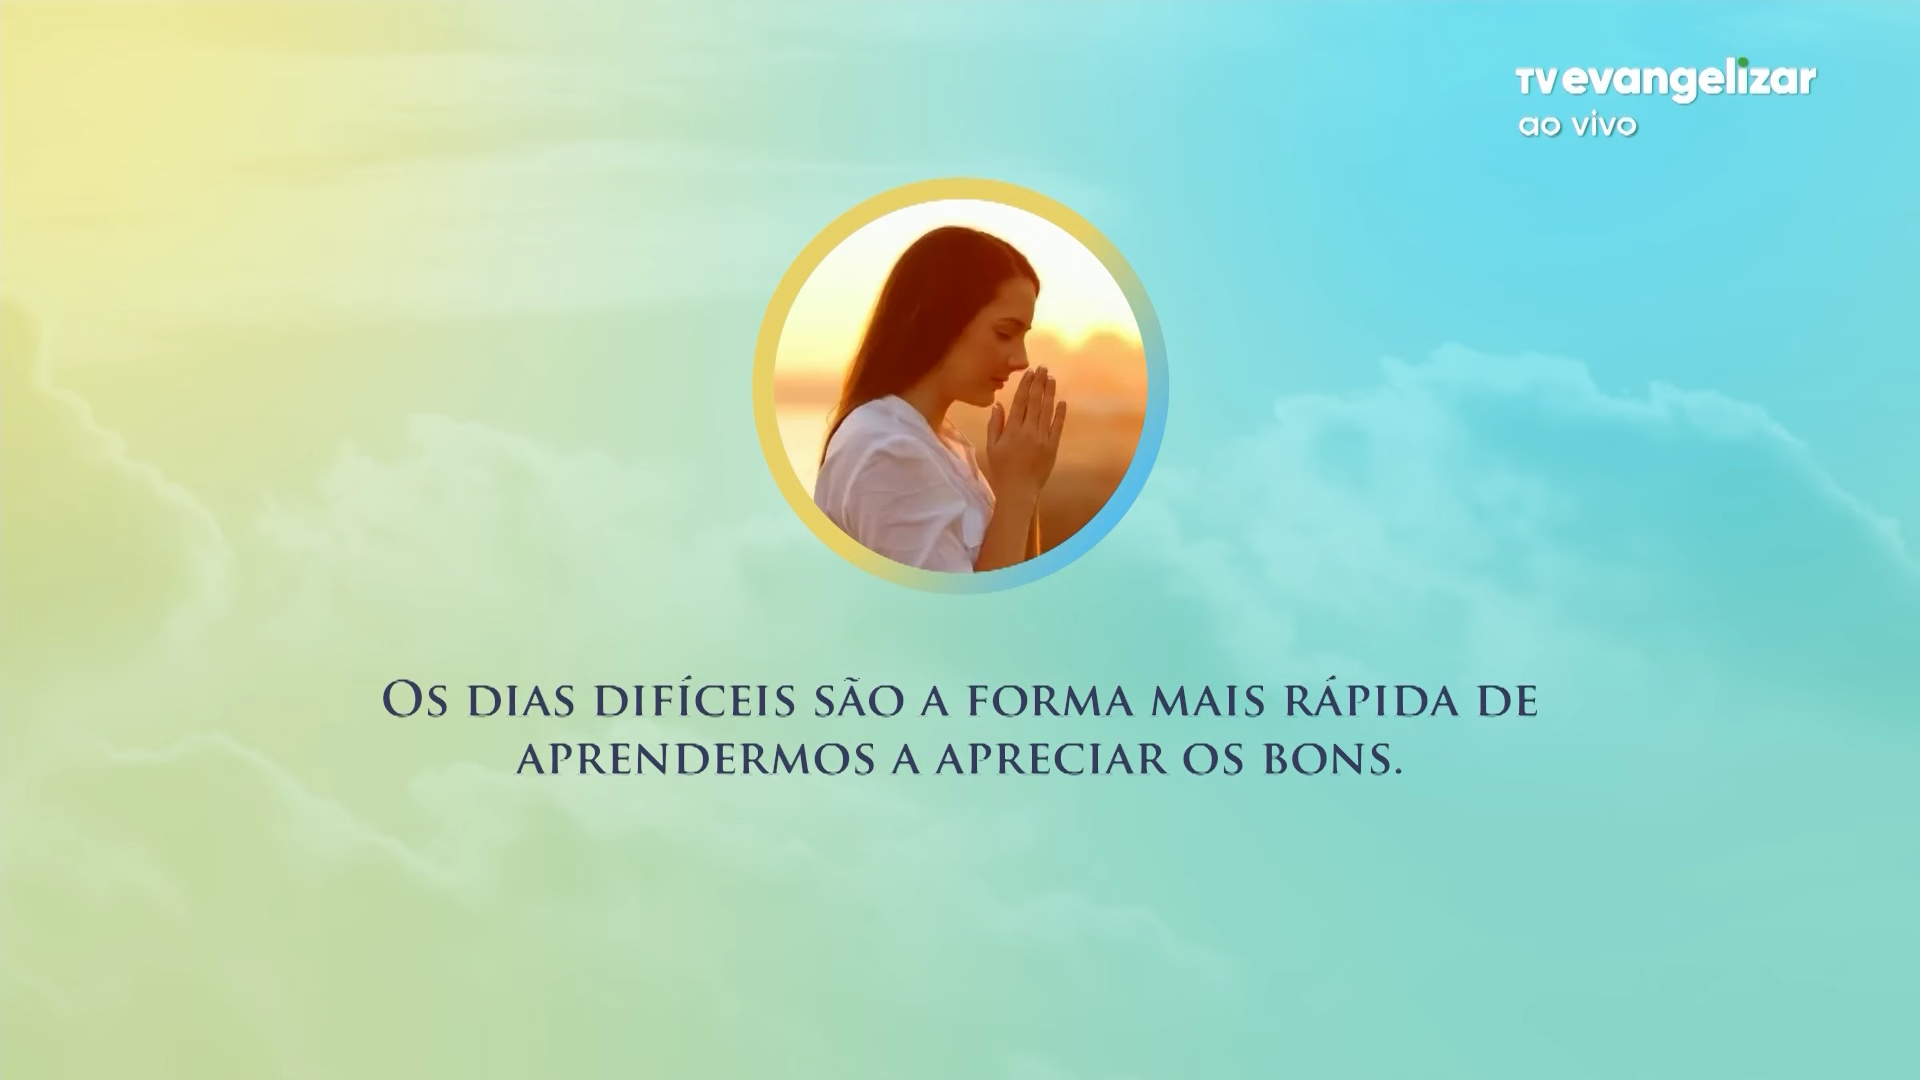 TV evangelizar
ao vivo
Os dias difíceis são a forma mais rápida de
aprendermos a apreciar os bons.